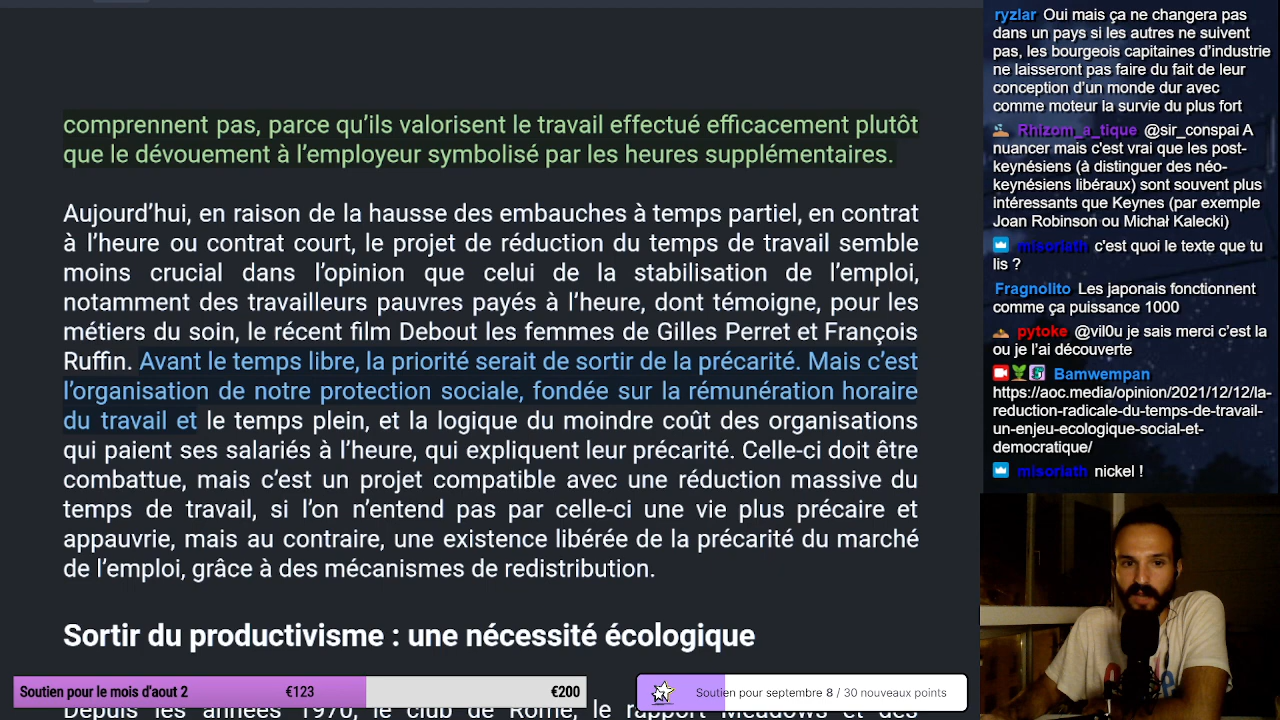 comprennent pas, parce qu’ils valorisent le travail effectué efficacement plutôt
que le dévouement à l’employeur symbolisé par les heures supplémentaires.
Aujourd’hui, en raison de la hausse des embauches à temps partiel, en contrat
à l’heure ou contrat court, le projet de réduction du temps de travail semble
moins crucial dans l’opinion que celui de la stabilisation de l’emploi,
notamment des travailleurs pauvres payés à l’heure, dont témoigne, pour les
métiers du soin, le récent film Debout les femmes de Gilles Perret et François
Ruffin. Avant le temps libre, la priorité serait de sortir de la précarité. Mais c’est
l’organisation de notre protection sociale, fondée sur la rémunération horaire
du travail et le temps plein, et la logique du moindre coût des organisations
qui paient ses salariés à l’heure, qui expliquent leur précarité. Celle-ci doit être
combattue, mais c’est un projet compatible avec une réduction massive du
temps de travail, si l’on n’entend pas par celle-ci une vie plus précaire et
appauvrie, mais au contraire, une existence libérée de la précarité du marché
de l’emploi, grâce à des mécanismes de redistribution.
Sortir du productivisme : une nécessité écologique
Depuis les années 1970, le club de Rome, le rapport Meadows et des
Soutien pour le mois d'aout 2 €123 €200
Soutien pour septembre 8 / 30 nouveaux points
ryzlar Oui mais ça ne changera pas
dans un pays si les autres ne suivent
pas, les bourgeois capitaines d’industrie
ne laisseront pas faire du fait de leur
conception d’un monde dur avec
comme moteur la survie du plus fort
Rhizom_a_tique @sir_conspai A
nuancer mais c'est vrai que les post-
keynésiens (à distinguer des néo-
keynésiens libéraux) sont souvent plus
intérессants que Keynes (par exemple
Joan Robinson ou Michał Kalecki)
misoriath c'est quoi le texte que tu
lis ?
Fragnolito Les japonais fonctionnent
comme ça puissance 1000
pytoke @vil0u je sais merci c'est la
ou je l'ai découverte
Bamwempan
https://aoc.media/opinion/2021/12/12/la-
reduction-radicale-du-temps-de-travail-
un-enjeu-ecologique-social-et-
democratique/
misoriath nickel !